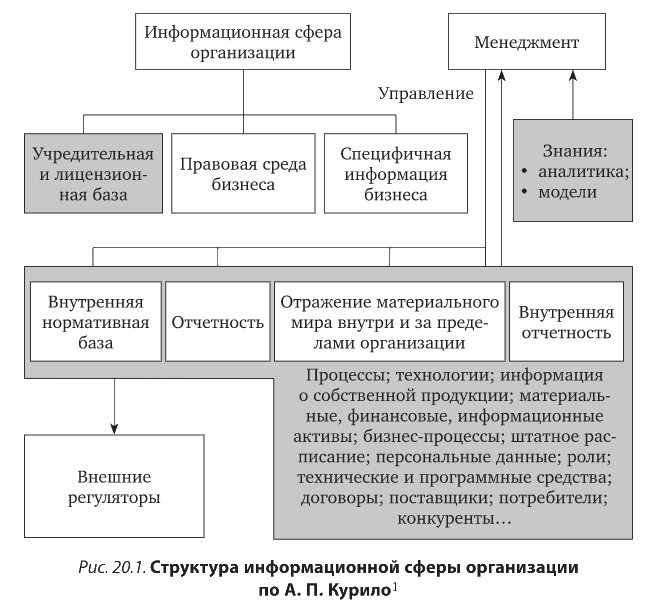 Информационная сфера
организации
Менеджмент
Управление
Учредительная
и лицензион-
ная база
Правовая среда
бизнеса
Специфичная
информация
бизнеса
Знания:
• аналитика;
• модели
Внутренняя
нормативная
база
Отчетность
Отражение материального
мира внутри и за преде-
лами организации
Внутренняя
отчетность
Процессы; технологии; информация
о собственной продукции; материаль-
ные, финансовые, информационные
активы; бизнес-процессы; штатное рас-
писание; персональные данные; роли;
технические и программные средства;
договоры; поставщики; потребители;
конкуренты…
Внешние
регуляторы
Рис. 20.1. Структура информационной сферы организации
по А. П. Курило¹